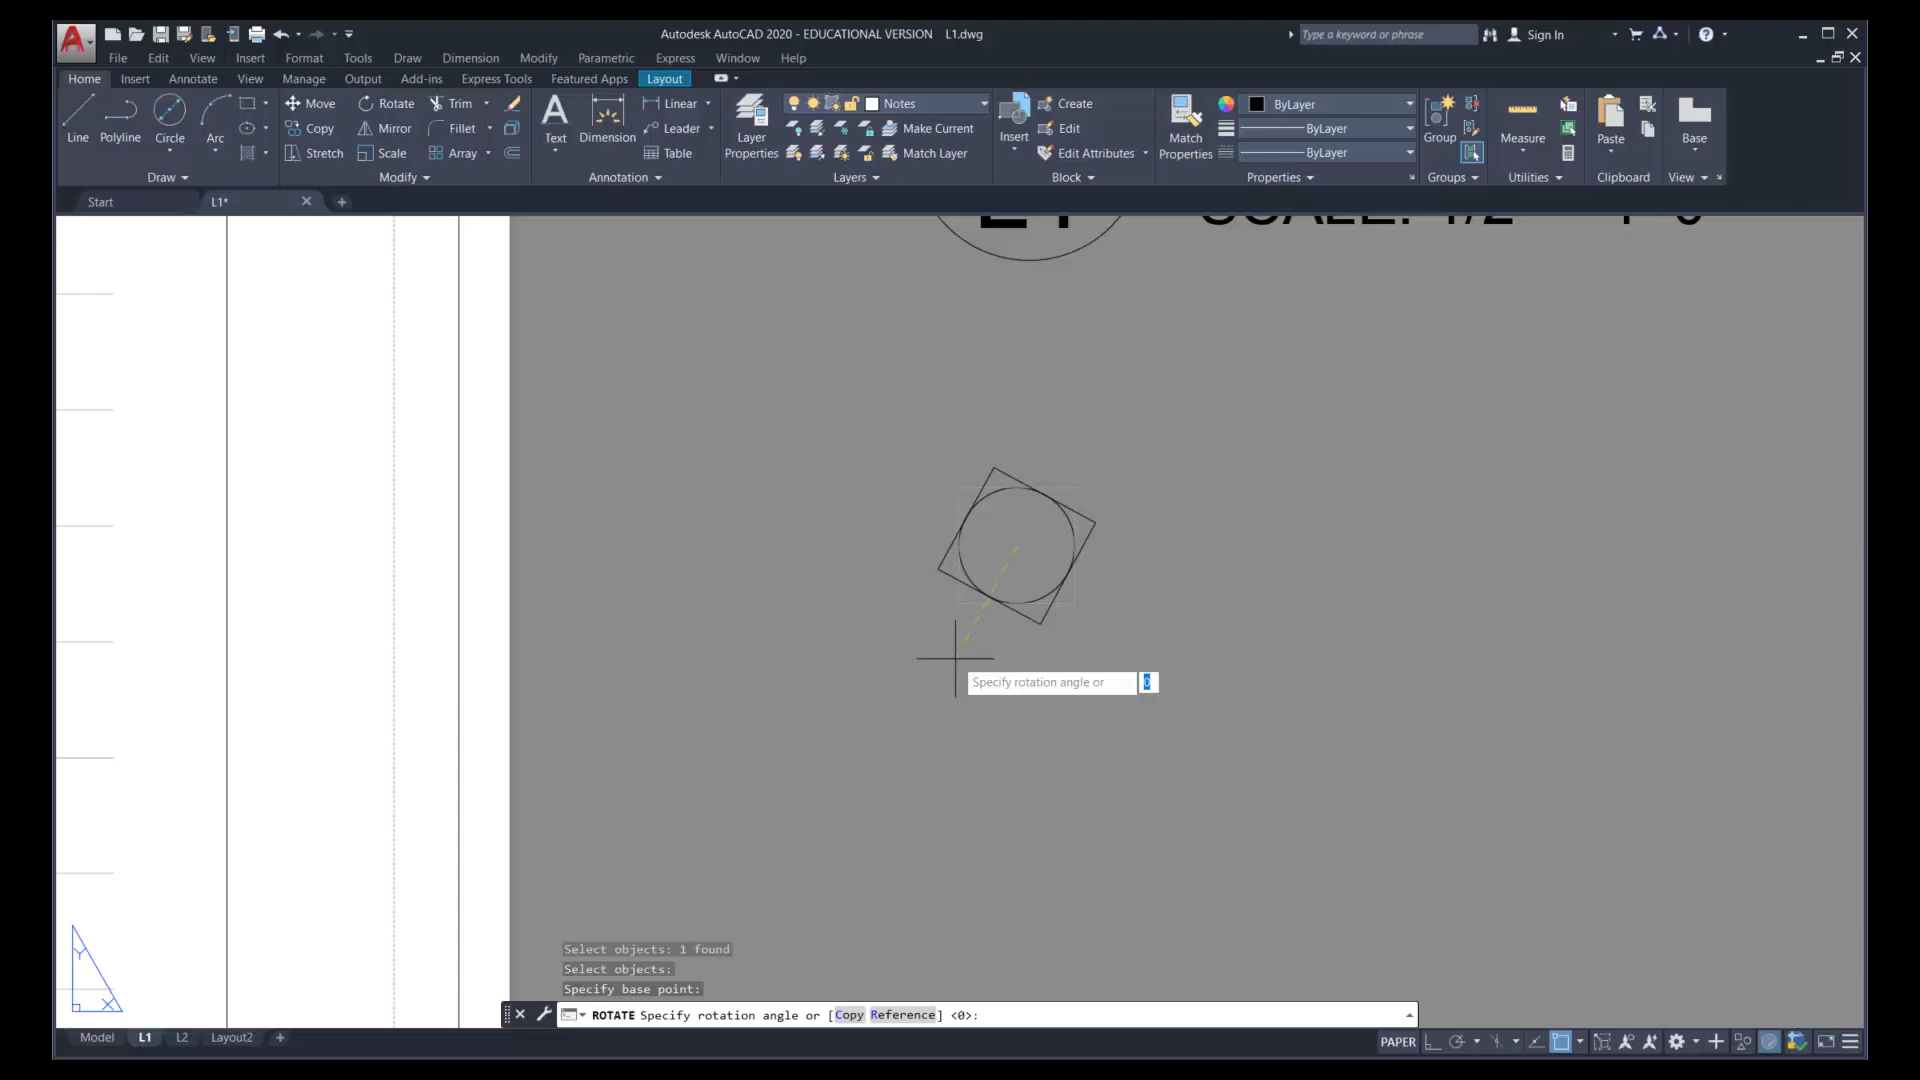 Autodesk AutoCAD 2020 - EDUCATIONAL VERSION L1.dwg
Type a keyword or phrase
Sign In
File Edit View Insert Format Tools Draw Dimension Modify Parametric Express Window Help
Home Insert Annotate View Manage Output Add-ins Express Tools Featured Apps Layout
Line Polyline Circle Arc
Move Rotate Trim
Copy Mirror Fillet
Stretch Scale Array
Text Dimension
Linear
Leader
Table
Layer Properties
Notes
Make Current
Match Layer
Insert
Create
Edit
Edit Attributes
Match Properties
ByLayer
ByLayer
ByLayer
Group
Measure
Paste
Base
Draw Modify Annotation Layers Block Properties Groups Utilities Clipboard View
Start L1*
Specify rotation angle or 0
Y
X
Select objects: 1 found
Select objects:
Specify base point:
ROTATE Specify rotation angle or [Copy Reference] <0>:
Model L1 L2 Layout2
PAPER